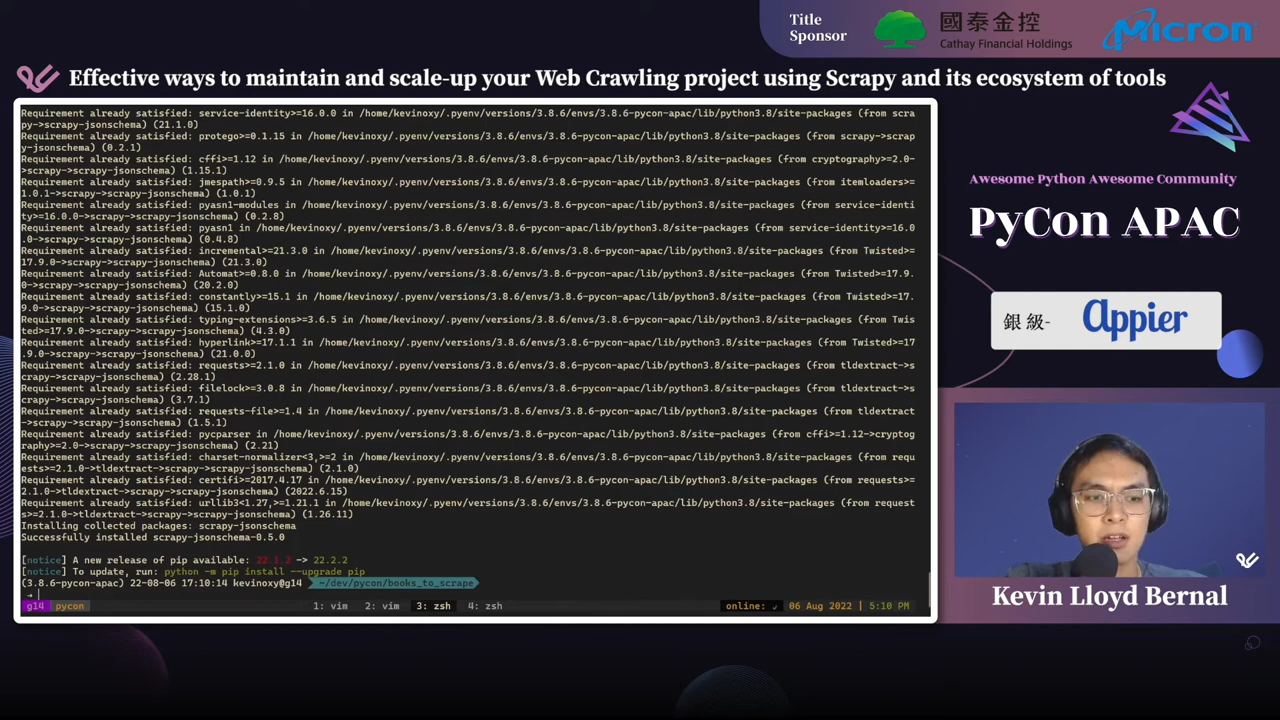 Title
Sponsor
國泰金控
Cathay Financial Holdings
Micron
Effective ways to maintain and scale-up your Web Crawling project using Scrapy and its ecosystem of tools
Requirement already satisfied: service-identity>=16.0.0 in /home/kevinoxy/.pyenv/versions/3.8.6/envs/3.8.6-pycon-apac/lib/python3.8/site-packages (from scra
py->scrapy-jsonschema) (21.1.0)
Requirement already satisfied: protego>=0.1.15 in /home/kevinoxy/.pyenv/versions/3.8.6/envs/3.8.6-pycon-apac/lib/python3.8/site-packages (from scrapy->scrap
y-jsonschema) (0.2.1)
Requirement already satisfied: cffi>=1.12 in /home/kevinoxy/.pyenv/versions/3.8.6/envs/3.8.6-pycon-apac/lib/python3.8/site-packages (from cryptography>=2.0-
>scrapy->scrapy-jsonschema) (1.15.1)
Requirement already satisfied: jmespath>=0.9.5 in /home/kevinoxy/.pyenv/versions/3.8.6/envs/3.8.6-pycon-apac/lib/python3.8/site-packages (from itemloaders>=
1.0.1->scrapy->scrapy-jsonschema) (1.0.1)
Requirement already satisfied: pyasn1-modules in /home/kevinoxy/.pyenv/versions/3.8.6/envs/3.8.6-pycon-apac/lib/python3.8/site-packages (from service-identi
ty>=16.0.0->scrapy->scrapy-jsonschema) (0.2.8)
Requirement already satisfied: pyasn1 in /home/kevinoxy/.pyenv/versions/3.8.6/envs/3.8.6-pycon-apac/lib/python3.8/site-packages (from service-identity>=16.0
.0->scrapy->scrapy-jsonschema) (0.4.8)
Requirement already satisfied: incremental>=21.3.0 in /home/kevinoxy/.pyenv/versions/3.8.6/envs/3.8.6-pycon-apac/lib/python3.8/site-packages (from Twisted>=
17.9.0->scrapy->scrapy-jsonschema) (21.3.0)
Requirement already satisfied: Automat>=0.8.0 in /home/kevinoxy/.pyenv/versions/3.8.6/envs/3.8.6-pycon-apac/lib/python3.8/site-packages (from Twisted>=17.9.
0->scrapy->scrapy-jsonschema) (20.2.0)
Requirement already satisfied: constantly>=15.1 in /home/kevinoxy/.pyenv/versions/3.8.6/envs/3.8.6-pycon-apac/lib/python3.8/site-packages (from Twisted>=17.
9.0->scrapy->scrapy-jsonschema) (15.1.0)
Requirement already satisfied: typing-extensions>=3.6.5 in /home/kevinoxy/.pyenv/versions/3.8.6/envs/3.8.6-pycon-apac/lib/python3.8/site-packages (from Twis
ted>=17.9.0->scrapy->scrapy-jsonschema) (4.3.0)
Requirement already satisfied: hyperlink>=17.1.1 in /home/kevinoxy/.pyenv/versions/3.8.6/envs/3.8.6-pycon-apac/lib/python3.8/site-packages (from Twisted>=17
.9.0->scrapy->scrapy-jsonschema) (21.0.0)
Requirement already satisfied: requests>=2.1.0 in /home/kevinoxy/.pyenv/versions/3.8.6/envs/3.8.6-pycon-apac/lib/python3.8/site-packages (from tldextract->s
crapy->scrapy-jsonschema) (2.28.1)
Requirement already satisfied: filelock>=3.0.8 in /home/kevinoxy/.pyenv/versions/3.8.6/envs/3.8.6-pycon-apac/lib/python3.8/site-packages (from tldextract->s
crapy->scrapy-jsonschema) (3.7.1)
Requirement already satisfied: requests-file>=1.4 in /home/kevinoxy/.pyenv/versions/3.8.6/envs/3.8.6-pycon-apac/lib/python3.8/site-packages (from tldextract
->scrapy->scrapy-jsonschema) (1.5.1)
Requirement already satisfied: pycparser in /home/kevinoxy/.pyenv/versions/3.8.6/envs/3.8.6-pycon-apac/lib/python3.8/site-packages (from cffi>=1.12->cryptog
raphy>=2.0->scrapy->scrapy-jsonschema) (2.21)
Requirement already satisfied: charset-normalizer<3,>=2 in /home/kevinoxy/.pyenv/versions/3.8.6/envs/3.8.6-pycon-apac/lib/python3.8/site-packages (from requ
ests>=2.1.0->tldextract->scrapy->scrapy-jsonschema) (2.1.0)
Requirement already satisfied: certifi>=2017.4.17 in /home/kevinoxy/.pyenv/versions/3.8.6/envs/3.8.6-pycon-apac/lib/python3.8/site-packages (from requests>=
2.1.0->tldextract->scrapy->scrapy-jsonschema) (2022.6.15)
Requirement already satisfied: urllib3<1.27,>=1.21.1 in /home/kevinoxy/.pyenv/versions/3.8.6/envs/3.8.6-pycon-apac/lib/python3.8/site-packages (from request
s>=2.1.0->tldextract->scrapy->scrapy-jsonschema) (1.26.11)
Installing collected packages: scrapy-jsonschema
Successfully installed scrapy-jsonschema-0.5.0
[notice] A new release of pip available: 22.1.2 -> 22.2.2
[notice] To update, run: python -m pip install --upgrade pip
(3.8.6-pycon-apac) 22-08-06 17:10:14 kevinoxy@g14 ~/dev/pycon/books_to_scrape
→
g14 pycon 1: vim 2: vim 3: zsh 4: zsh online: ✓ 06 Aug 2022 | 5:10 PM
Awesome Python Awesome Community
PyCon APAC
銀級- Appier
Kevin Lloyd Bernal